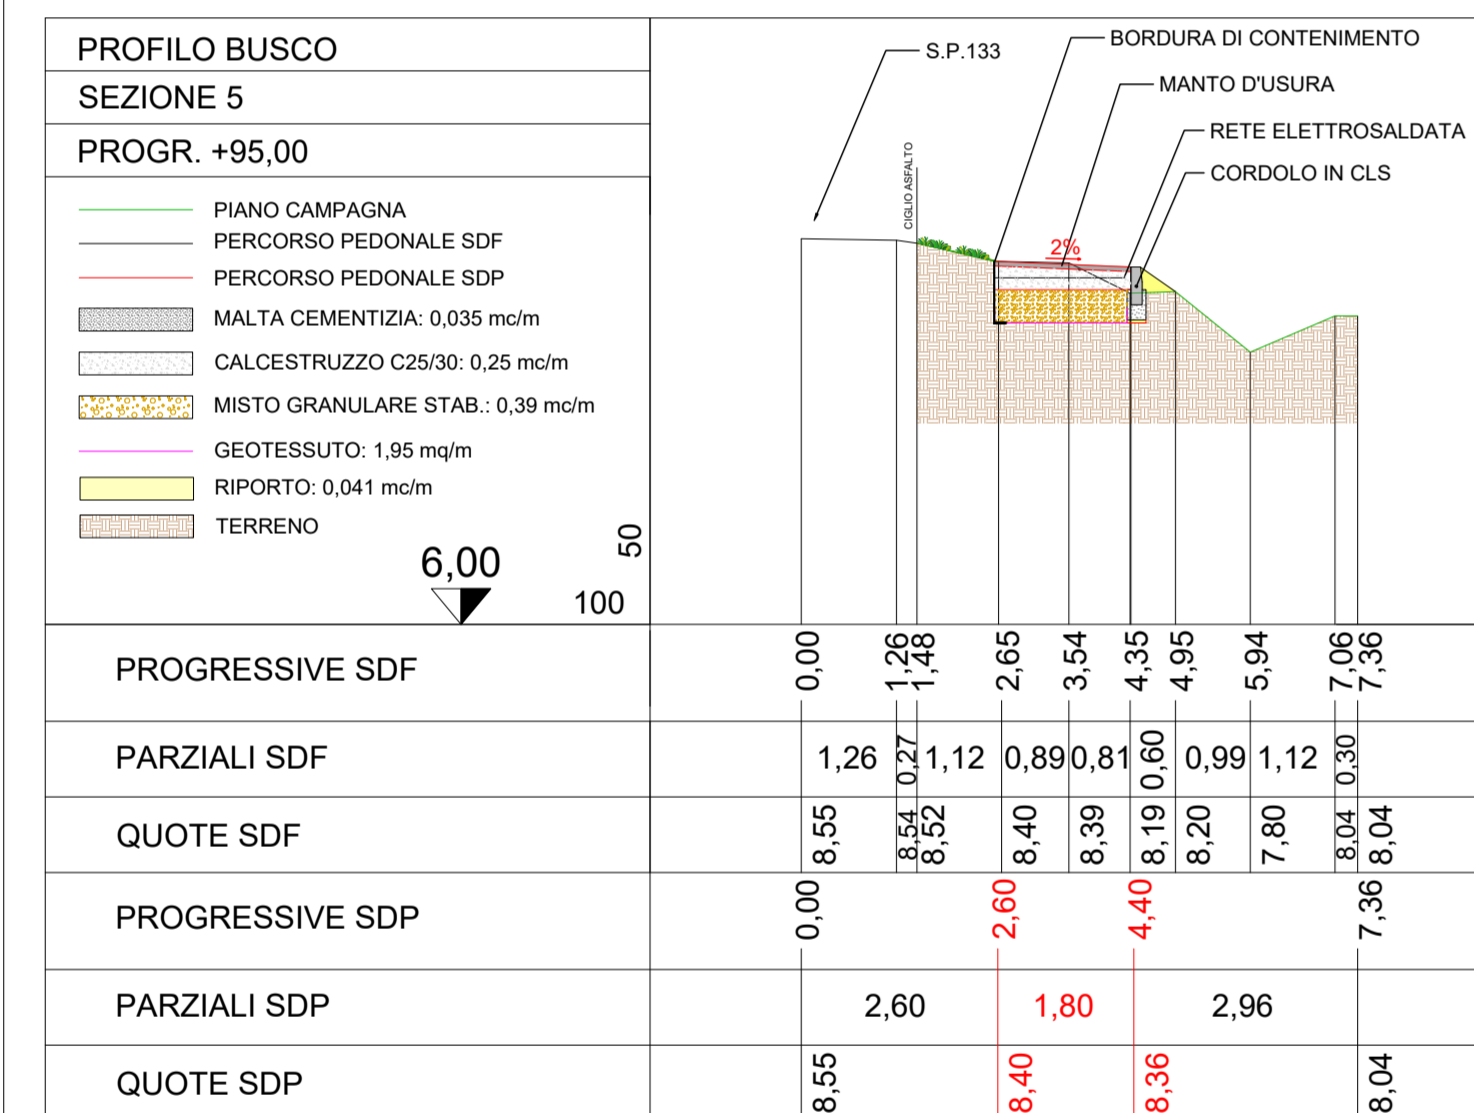 PROFILO BUSCO
SEZIONE 5
PROGR. +95,00
PIANO CAMPAGNA
PERCORSO PEDONALE SDF
PERCORSO PEDONALE SDP
MALTA CEMENTIZIA: 0,035 mc/m
CALCESTRUZZO C25/30: 0,25 mc/m
MISTO GRANULARE STAB.: 0,39 mc/m
GEOTESSUTO: 1,95 mq/m
RIPORTO: 0,041 mc/m
TERRENO
6,00
50
100
S.P.133
BORDURA DI CONTENIMENTO
MANTO D'USURA
RETE ELETTROSALDATA
CORDOLO IN CLS
CIGLIO ASFALTO
2%
PROGRESSIVE SDF 0,00 1,26 1,48 2,65 3,54 4,35 4,95 5,94 7,06 7,36
PARZIALI SDF 1,26 0,27 1,12 0,89 0,81 0,60 0,99 1,12 0,30
QUOTE SDF 8,55 8,54 8,52 8,40 8,39 8,19 8,20 7,80 8,04 8,04
PROGRESSIVE SDP 0,00 2,60 4,40 7,36
PARZIALI SDP 2,60 1,80 2,96
QUOTE SDP 8,55 8,40 8,36 8,04